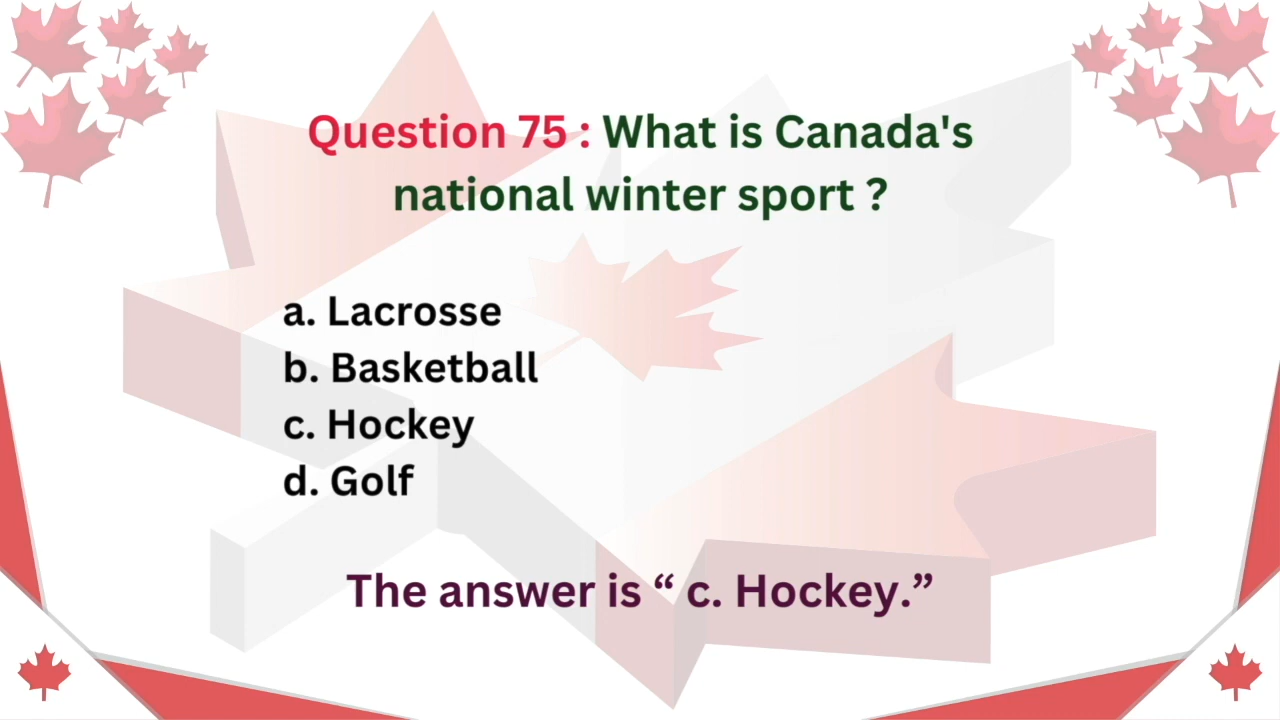 Question 75 : What is Canada's
national winter sport ?
a. Lacrosse
b. Basketball
c. Hockey
d. Golf
The answer is “ c. Hockey.”